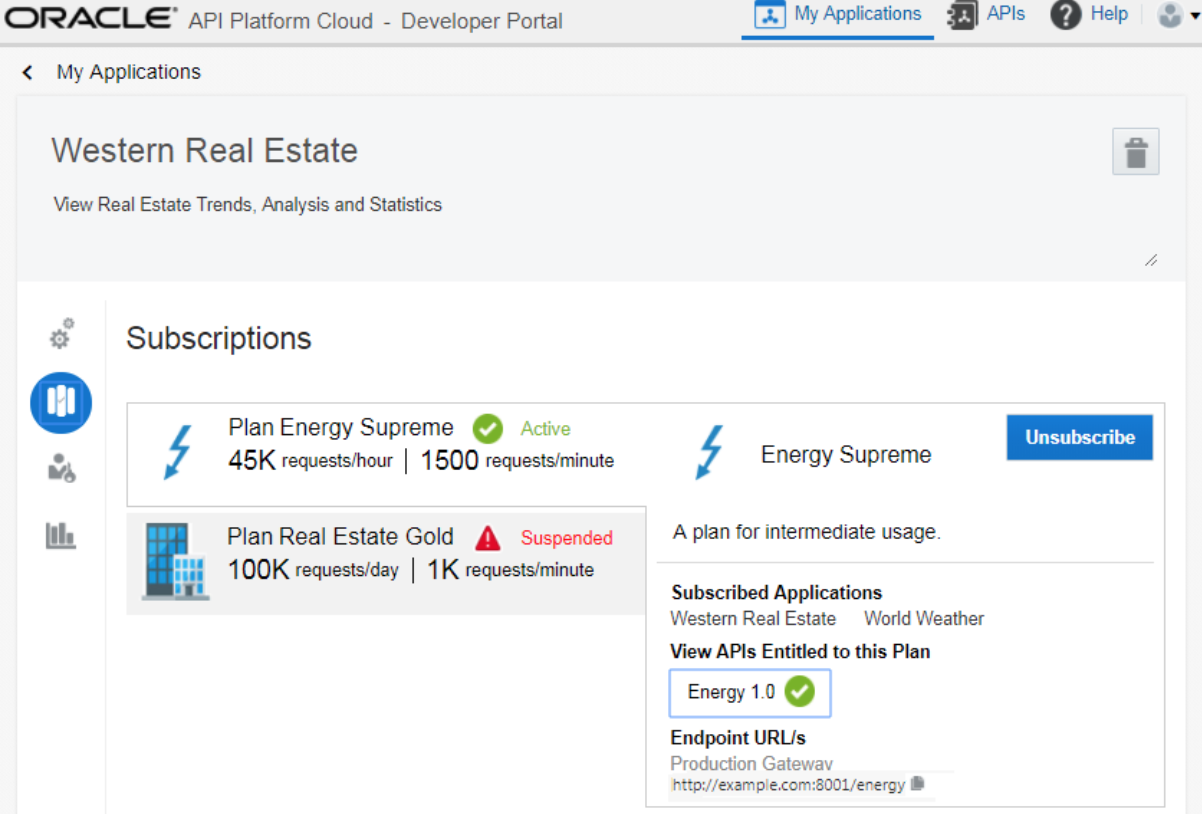 ORACLE® API Platform Cloud - Developer Portal
My Applications APIs Help
My Applications
Western Real Estate
View Real Estate Trends, Analysis and Statistics
Subscriptions
Plan Energy Supreme Active
45K requests/hour | 1500 requests/minute
Plan Real Estate Gold Suspended
100K requests/day | 1K requests/minute
Energy Supreme
Unsubscribe
A plan for intermediate usage.
Subscribed Applications
Western Real Estate World Weather
View APIs Entitled to this Plan
Energy 1.0
Endpoint URL/s
Production Gateway
http://example.com:8001/energy